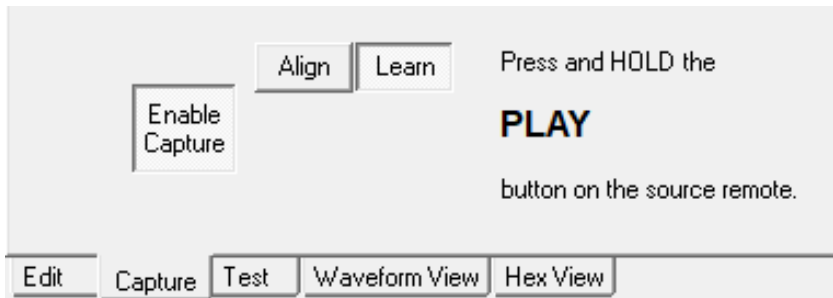 Align
Learn
Press and HOLD the
Enable
Capture
PLAY
button on the source remote.
Edit
Capture
Test
Waveform View
Hex View